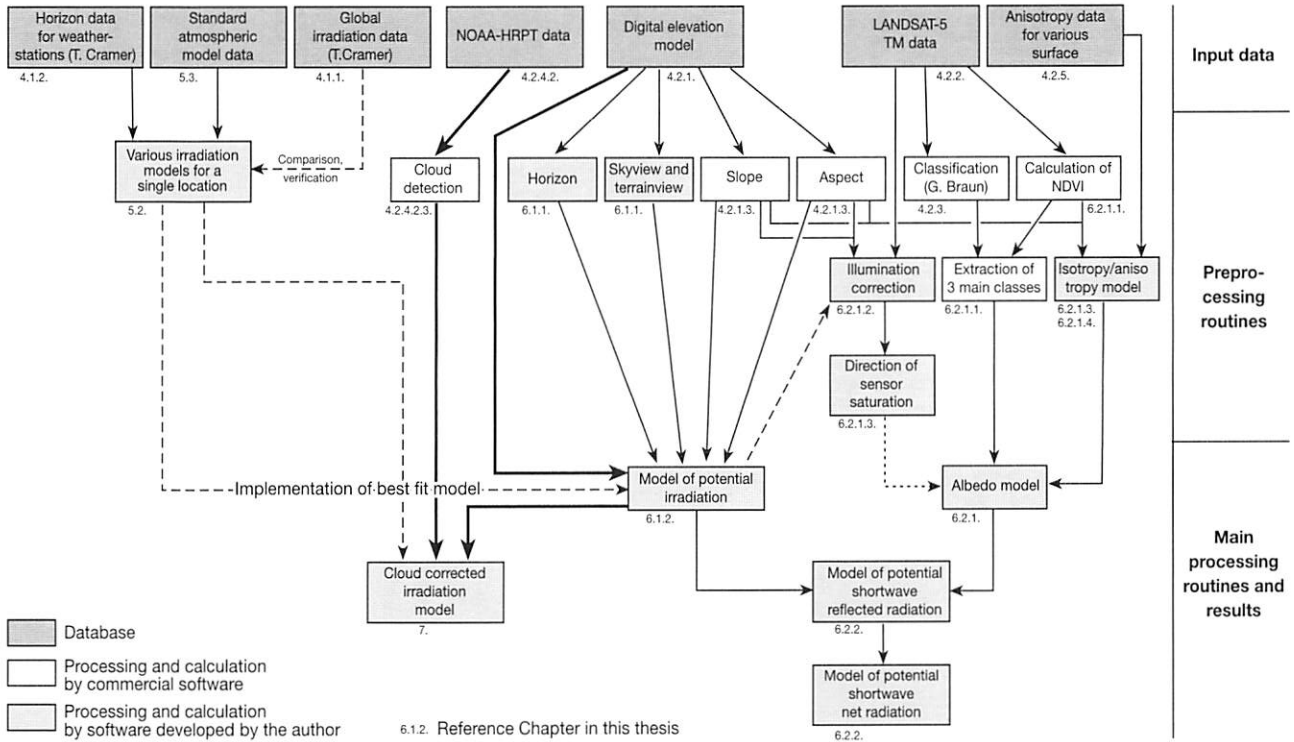 Horizon data
for weather-
stations (T. Cramer)
4.1.2.
Standard
atmospheric
model data
5.3.
Global
irradiation data
(T.Cramer)
4.1.1.
NOAA-HRPT data
4.2.4.2.
Digital elevation
model
4.2.1.
LANDSAT-5
TM data
4.2.2.
Anisotropy data
for various
surface
4.2.5.
Input data
Various irradiation
models for a
single location
5.2.
Comparison,
verification
Cloud
detection
4.2.4.2.3.
Horizon
6.1.1.
Skyview and
terrainview
6.1.1.
Slope
4.2.1.3.
Aspect
4.2.1.3.
Classification
(G. Braun)
4.2.3.
Calculation of
NDVI
6.2.1.1.
Illumination
correction
6.2.1.2.
Extraction of
3 main classes
6.2.1.1.
Isotropy/aniso
tropy model
6.2.1.3.
6.2.1.4.
Prepro-
cessing
routines
Direction of
sensor
saturation
6.2.1.3.
Implementation of best fit model
Model of potential
irradiation
6.1.2.
Albedo model
6.2.1.
Cloud corrected
irradiation
model
7.
Model of potential
shortwave
reflected radiation
6.2.2.
Model of potential
shortwave
net radiation
6.2.2.
Main
processing
routines and
results
Database
Processing and calculation
by commercial software
Processing and calculation
by software developed by the author
6.1.2. Reference Chapter in this thesis